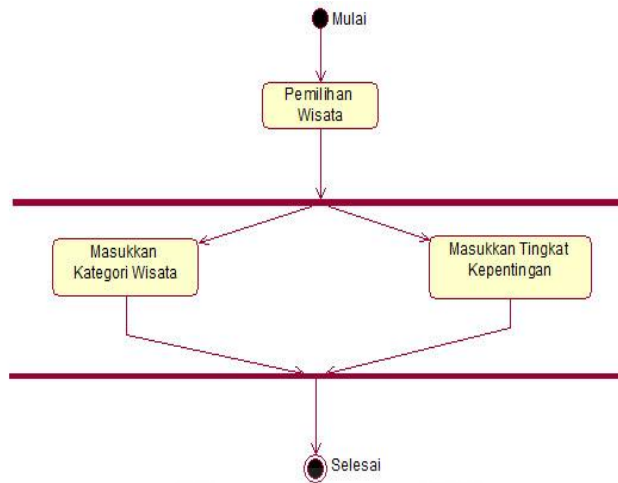 Mulai
Pemilihan
Wisata
Masukkan
Kategori Wisata
Masukkan Tingkat
Kepentingan
Selesai